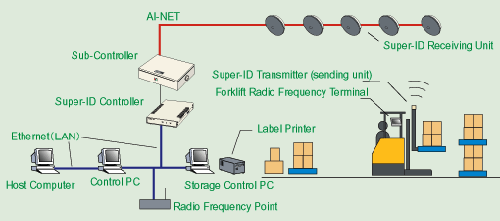 AI-NET
Super-ID Receiving Unit
Sub-Controller
Super-ID Transmitter (sending unit)
Forklift Radic Frequency Terminal
Super-ID Controller
Ethernet(LAN)
Label Printer
Host Computer
Control PC
Storage Control PC
Radio Frequency Point